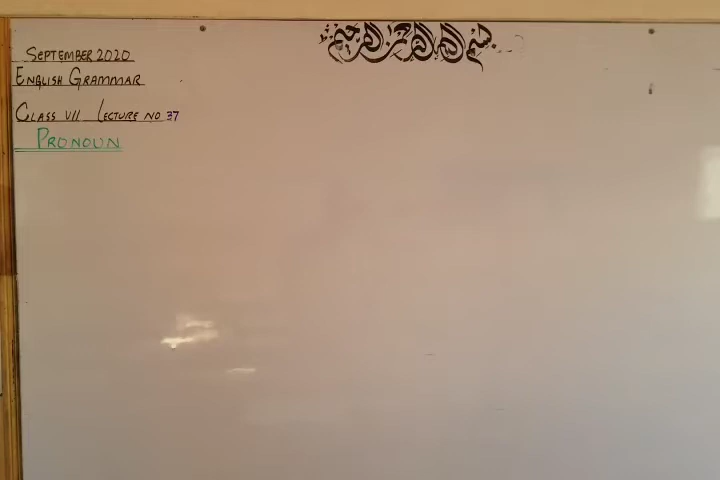 بسم الله الرحمن الرحيم
SEPTEMBER 2020
ENGLISH GRAMMAR
CLASS VII LECTURE NO 37
PRONOUN